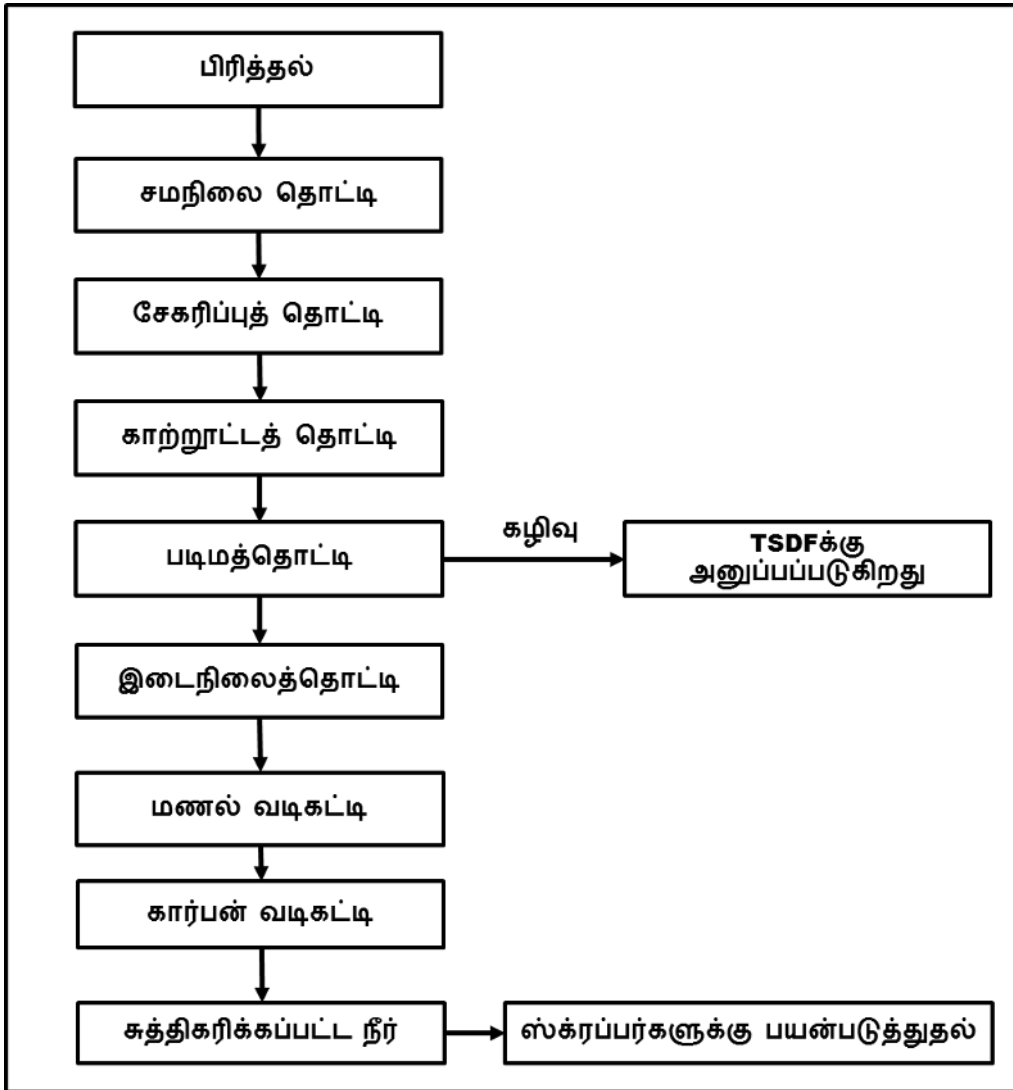 பிரித்தல்
சமநிலை தொட்டி
சேகரிப்புத் தொட்டி
காற்றூட்டத் தொட்டி
படிமத்தொட்டி
கழிவு
TSDFக்கு
அனுப்பப்படுகிறது
இடைநிலைத்தொட்டி
மணல் வடிகட்டி
கார்பன் வடிகட்டி
சுத்திகரிக்கப்பட்ட நீர்
ஸ்க்ரப்பர்களுக்கு பயன்படுத்துதல்